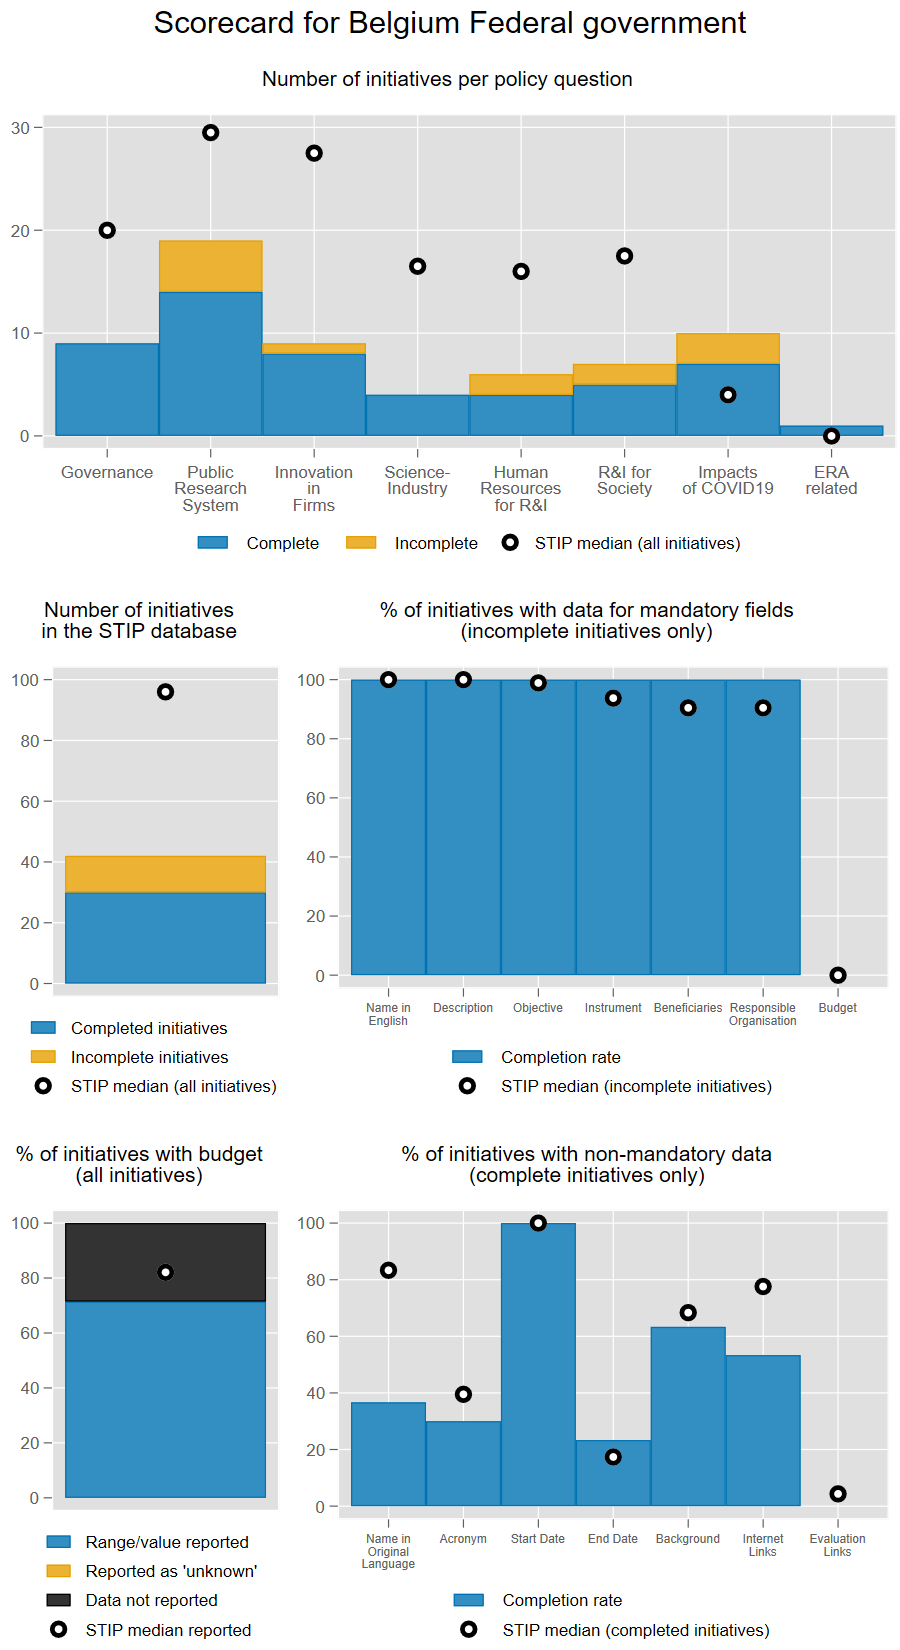 Scorecard for Belgium Federal government
Number of initiatives per policy question
30
20
10
0
Governance
Public
Research
System
Innovation
in
Firms
Science-
Industry
Human
Resources
for R&I
R&I for
Society
Impacts
of COVID19
ERA
related
Complete
Incomplete
STIP median (all initiatives)
Number of initiatives
in the STIP database
100
80
60
40
20
0
Completed initiatives
Incomplete initiatives
STIP median (all initiatives)
% of initiatives with data for mandatory fields
(incomplete initiatives only)
100
80
60
40
20
0
Name in
English
Description
Objective
Instrument
Beneficiaries
Responsible
Organisation
Budget
Completion rate
STIP median (incomplete initiatives)
% of initiatives with budget
(all initiatives)
100
80
60
40
20
0
Range/value reported
Reported as 'unknown'
Data not reported
STIP median reported
% of initiatives with non-mandatory data
(complete initiatives only)
100
80
60
40
20
0
Name in
Original
Language
Acronym
Start Date
End Date
Background
Internet
Links
Evaluation
Links
Completion rate
STIP median (completed initiatives)